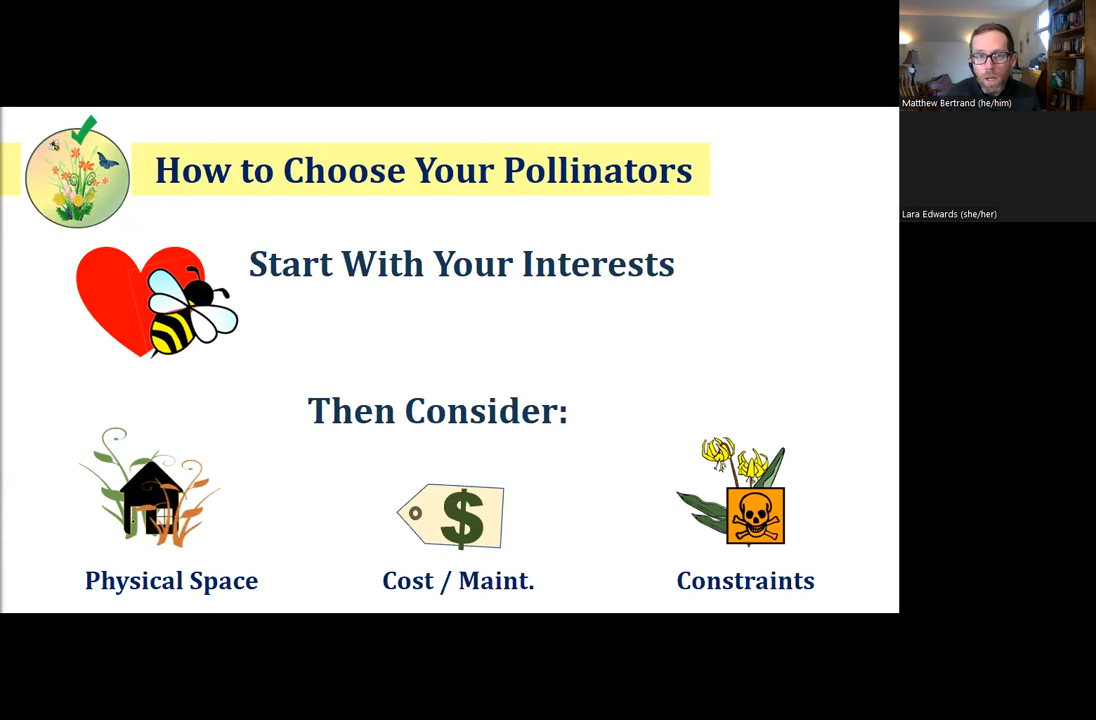 Matthew Bertrand (he/him)
Lara Edwards (she/her)
How to Choose Your Pollinators
Start With Your Interests
Then Consider:
$
Physical Space
Cost / Maint.
Constraints